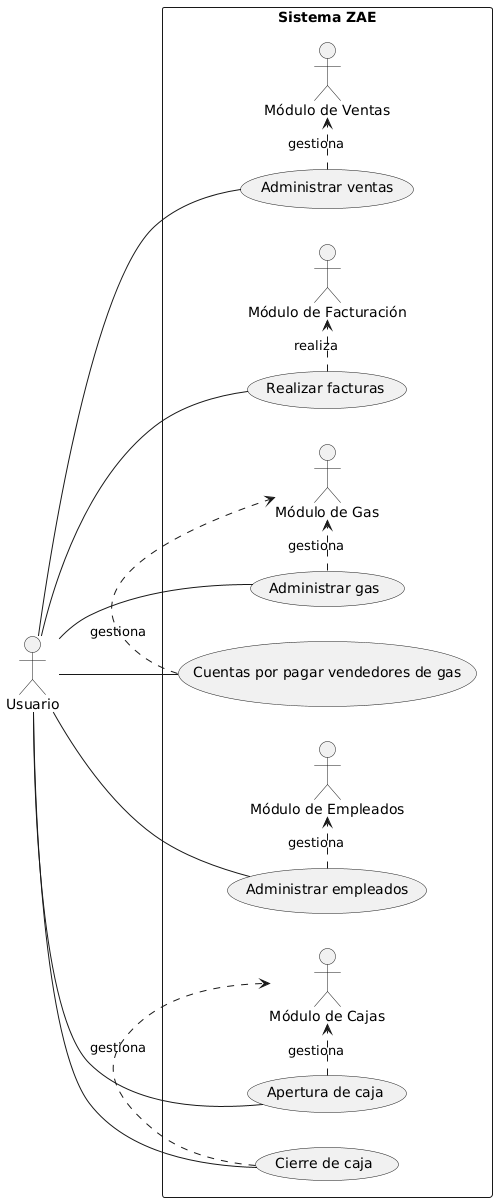 Sistema ZAE
Módulo de Ventas
gestiona
Administrar ventas
Módulo de Facturación
realiza
Realizar facturas
Módulo de Gas
gestiona
Administrar gas
gestiona
Cuentas por pagar vendedores de gas
Usuario
Módulo de Empleados
gestiona
Administrar empleados
Módulo de Cajas
gestiona
gestiona
Apertura de caja
Cierre de caja